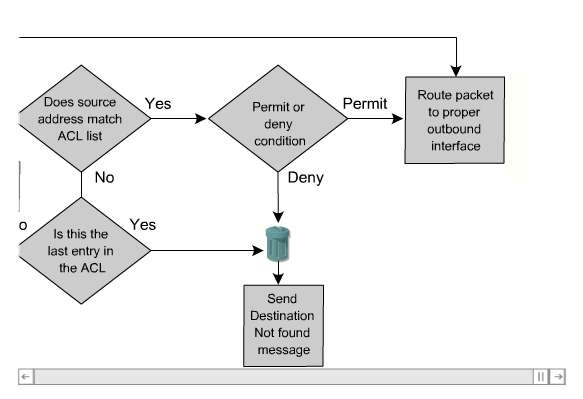 Does source
address match
ACL list
Yes
Permit or
deny
condition
Permit
Route packet
to proper
outbound
interface
No
Deny
o
Is this the
last entry in
the ACL
Yes
Send
Destination
Not found
message